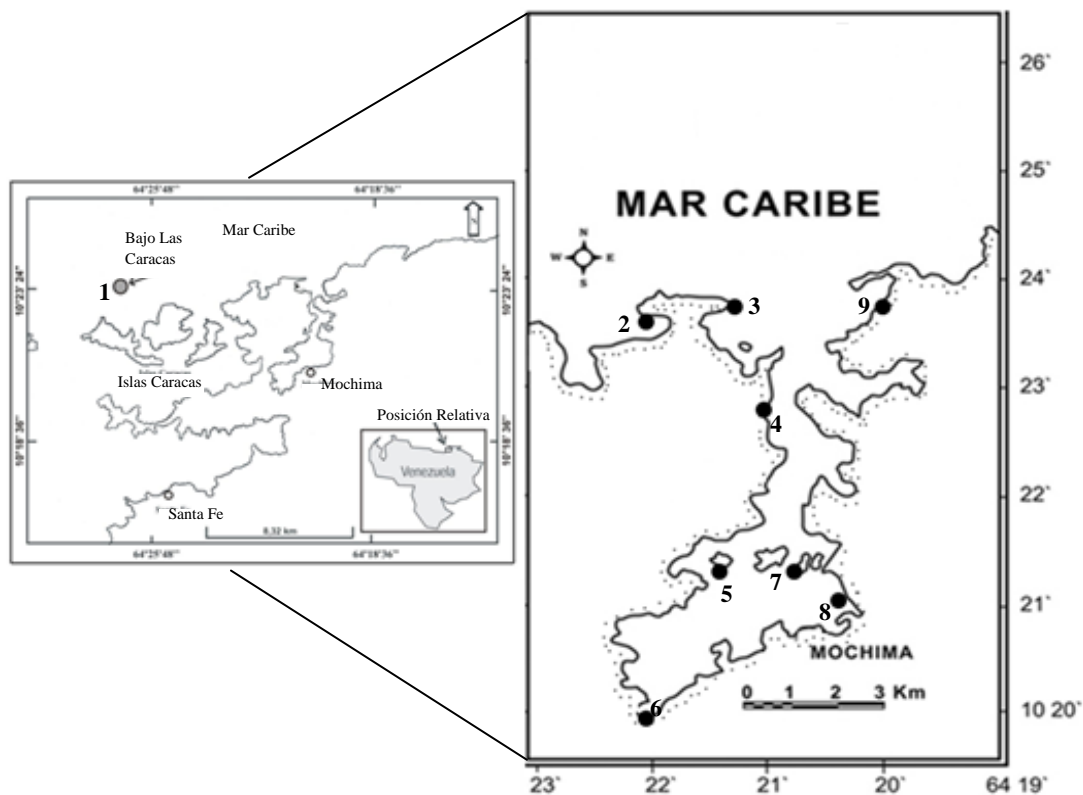 64°25'48''
64°18'36''
Mar Caribe
Bajo Las
Caracas
1
10°23'24''
10°23'24''
Islas Caracas
Mochima
Posición Relativa
Venezuela
10°18'36''
10°18'36''
Santa Fe
8,32 km
64°25'48''
64°18'36''
26`
25`
MAR CARIBE
N
W
E
S
24`
2
3
9
23`
4
22`
5
7
8
21`
MOCHIMA
0 1 2 3 Km
6
10 20`
23`
22`
21`
20`
64 19`